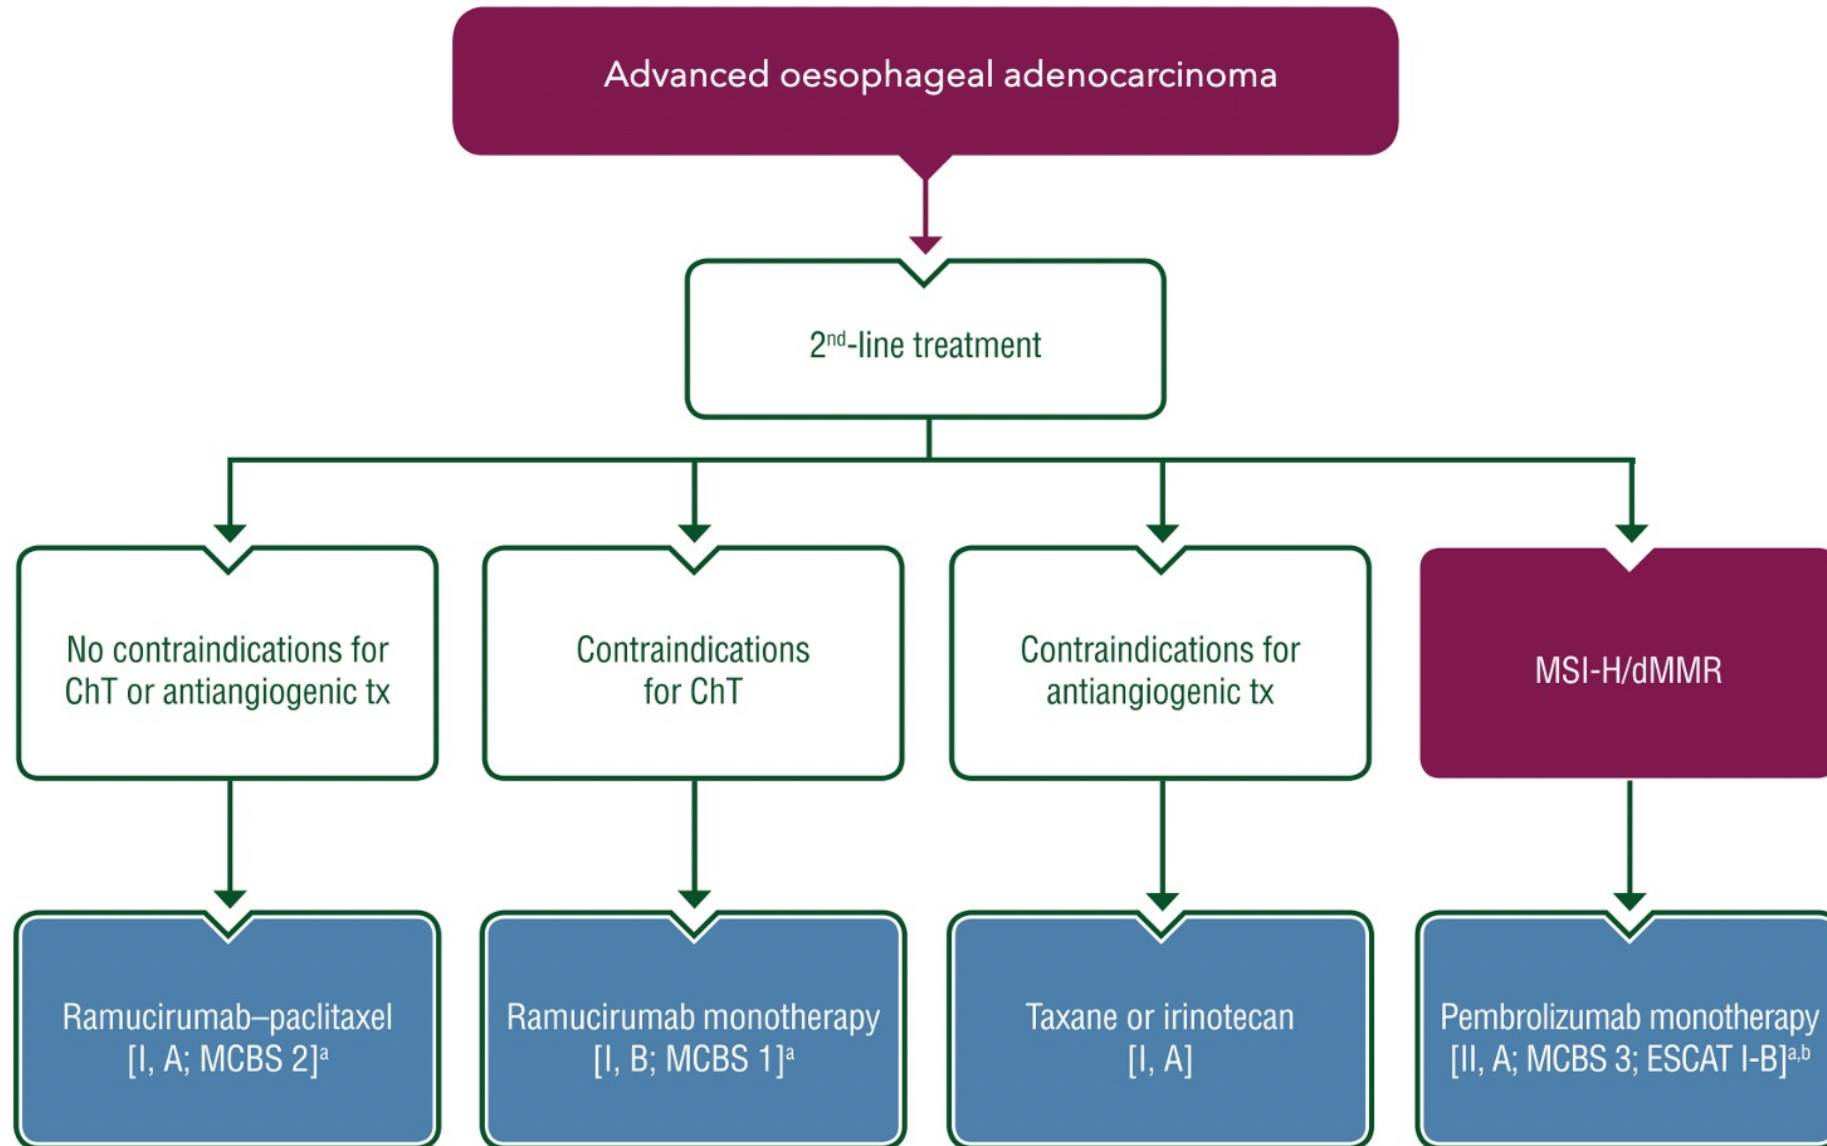 Advanced oesophageal adenocarcinoma
2nd-line treatment
No contraindications for
ChT or antiangiogenic tx
Contraindications
for ChT
Contraindications for
antiangiogenic tx
MSI-H/dMMR
Ramucirumab–paclitaxel
[I, A; MCBS 2]a
Ramucirumab monotherapy
[I, B; MCBS 1]a
Taxane or irinotecan
[I, A]
Pembrolizumab monotherapy
[II, A; MCBS 3; ESCAT I-B]a,b